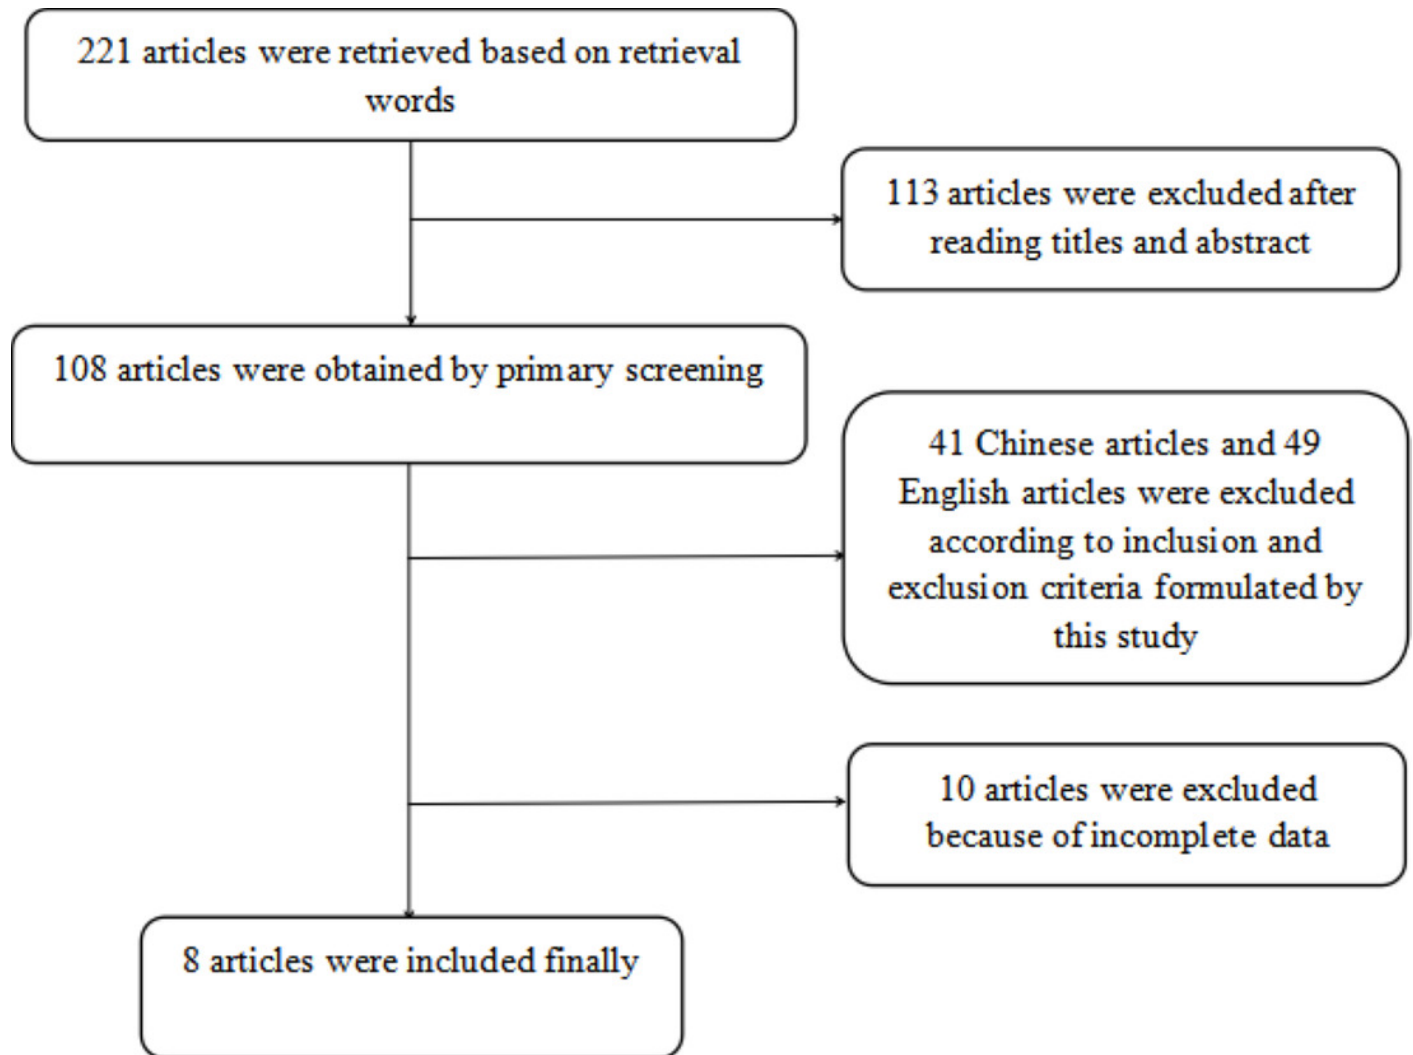 221 articles were retrieved based on retrieval
words
113 articles were excluded after
reading titles and abstract
108 articles were obtained by primary screening
41 Chinese articles and 49
English articles were excluded
according to inclusion and
exclusion criteria formulated by
this study
10 articles were excluded
because of incomplete data
8 articles were included finally